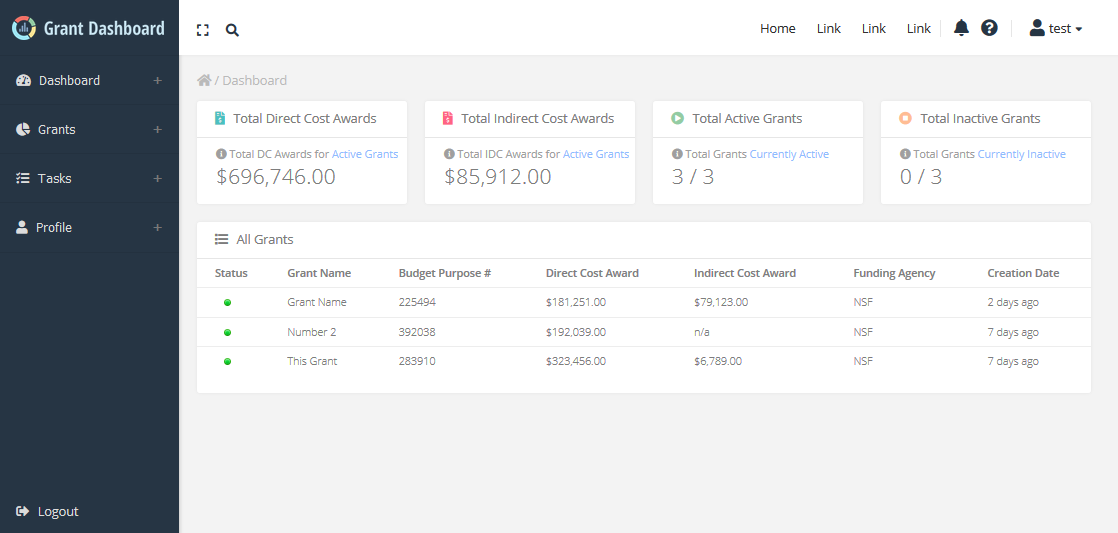 Grant Dashboard
Home Link Link Link test
Dashboard +
Grants +
Tasks +
Profile +
Logout
/ Dashboard
Total Direct Cost Awards
Total DC Awards for Active Grants
$696,746.00
Total Indirect Cost Awards
Total IDC Awards for Active Grants
$85,912.00
Total Active Grants
Total Grants Currently Active
3 / 3
Total Inactive Grants
Total Grants Currently Inactive
0 / 3
All Grants
Status Grant Name Budget Purpose # Direct Cost Award Indirect Cost Award Funding Agency Creation Date
Grant Name 225494 $181,251.00 $79,123.00 NSF 2 days ago
Number 2 392038 $192,039.00 n/a NSF 7 days ago
This Grant 283910 $323,456.00 $6,789.00 NSF 7 days ago